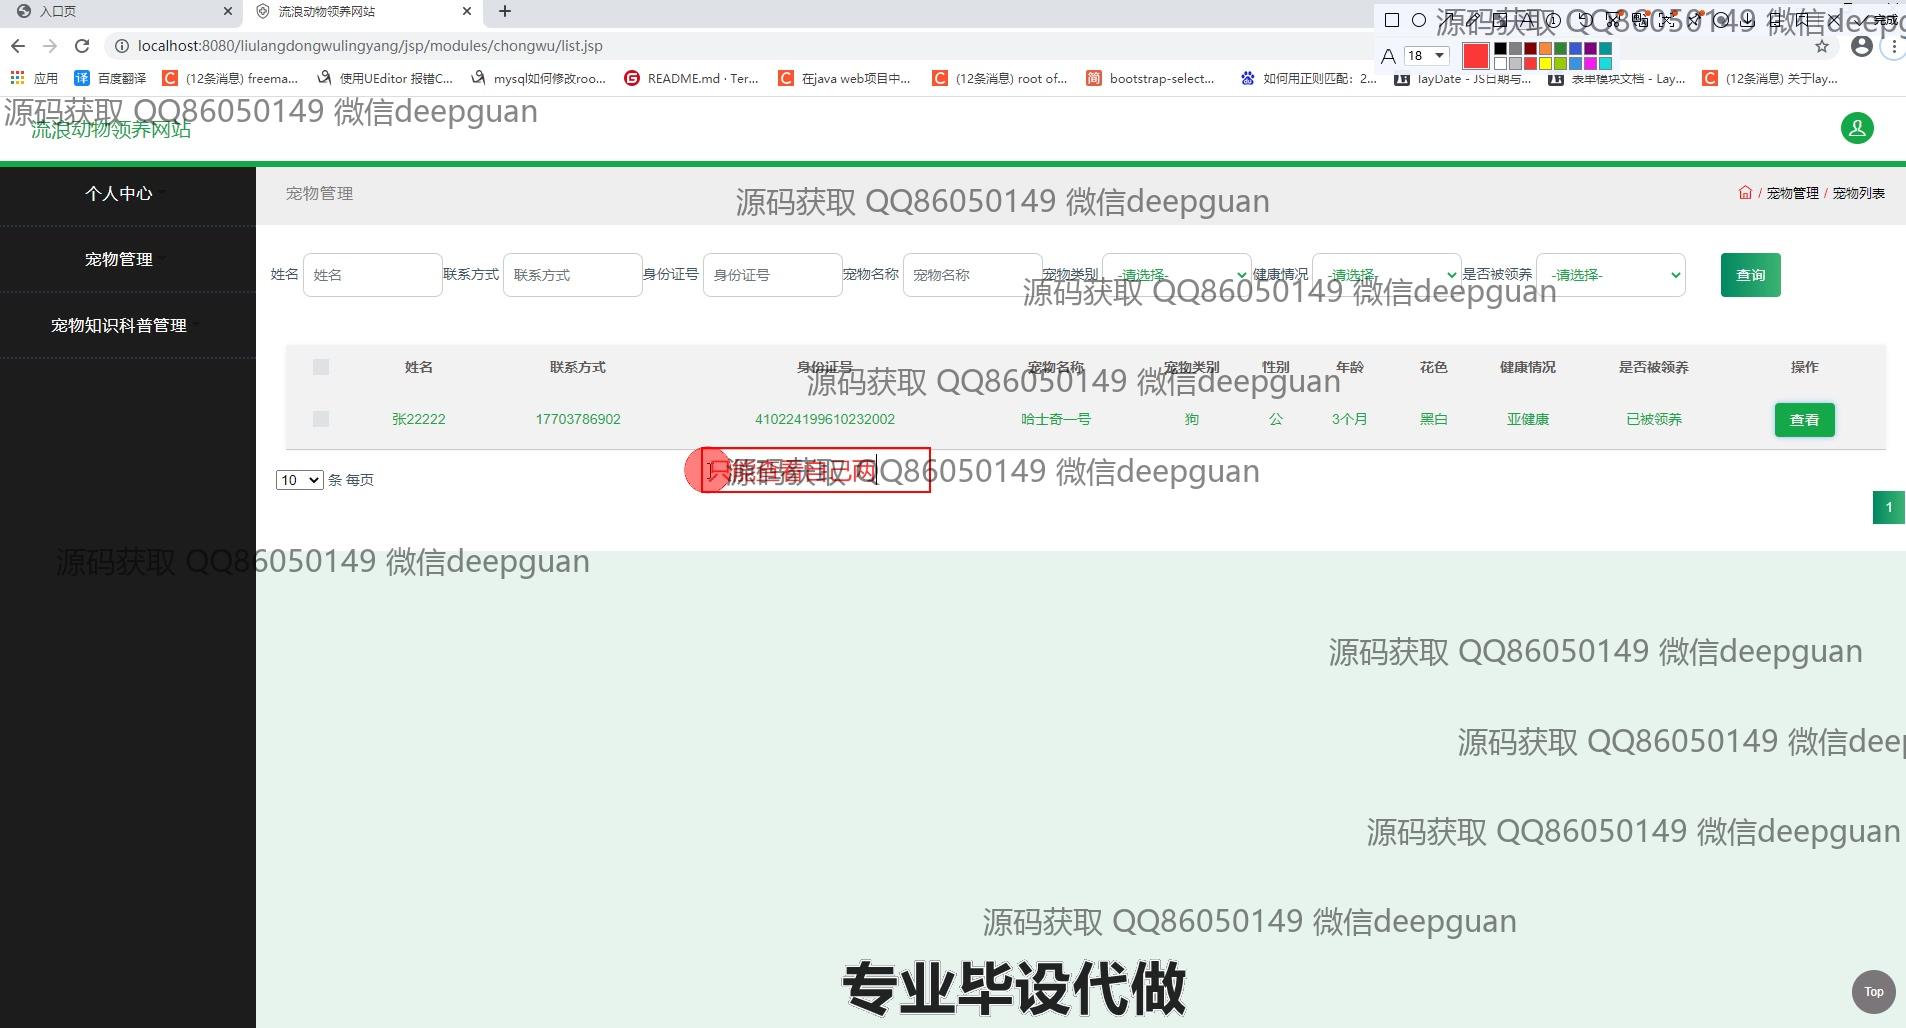 入口页
流浪动物领养网站
完成
localhost:8080/liulangdongwulingyang/jsp/modules/chongwu/list.jsp
18
应用
百度翻译
(12条消息) freema...
使用UEditor 报错C...
mysql如何修改roo...
README.md · Ter...
在java web项目中...
(12条消息) root of...
bootstrap-select...
如何用正则匹配：2...
layDate - JS日期与...
表单模块文档 - Lay...
(12条消息) 关于lay...
源码获取 QQ86050149 微信deepguan
流浪动物领养网站
个人中心
宠物管理
宠物知识科普管理
宠物管理
源码获取 QQ86050149 微信deepguan
/ 宠物管理 / 宠物列表
姓名 姓名 联系方式 联系方式 身份证号 身份证号 宠物名称 宠物名称 宠物类别 -请选择- 健康情况 -请选择- 是否被领养 -请选择- 查询
源码获取 QQ86050149 微信deepguan
姓名 联系方式 身份证号 宠物名称 宠物类别 性别 年龄 花色 健康情况 是否被领养 操作
源码获取 QQ86050149 微信deepguan
张22222 17703786902 410224199610232002 哈士奇一号 狗 公 3个月 黑白 亚健康 已被领养 查看
只能查看自己两
源码获取 QQ86050149 微信deepguan
10 条 每页
1
源码获取 QQ86050149 微信deepguan
源码获取 QQ86050149 微信deepguan
源码获取 QQ86050149 微信deep
源码获取 QQ86050149 微信deepguan
源码获取 QQ86050149 微信deepguan
专业毕设代做
Top